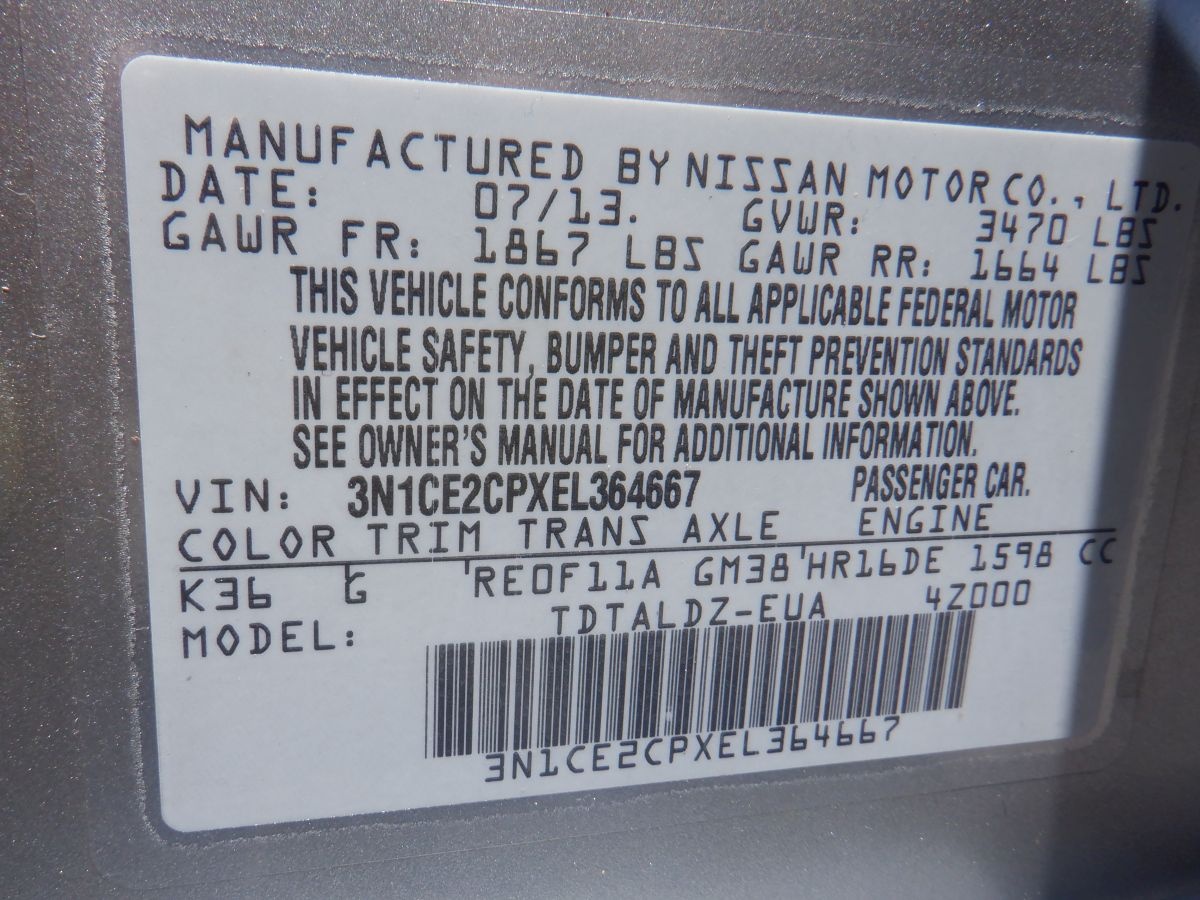 MANUFACTURED BY NISSAN MOTOR CO., LTD.
DATE: 07/13. GVWR: 3470 LBS
GAWR FR: 1867 LBS GAWR RR: 1664 LBS
THIS VEHICLE CONFORMS TO ALL APPLICABLE FEDERAL MOTOR
VEHICLE SAFETY, BUMPER AND THEFT PREVENTION STANDARDS
IN EFFECT ON THE DATE OF MANUFACTURE SHOWN ABOVE.
SEE OWNER'S MANUAL FOR ADDITIONAL INFORMATION.
VIN: 3N1CE2CPXEL364667 PASSENGER CAR.
COLOR TRIM TRANS AXLE ENGINE
K36 G 'RE0F11A GM38'HR16DE 1598 CC
MODEL: TDTALDZ-EUA 4Z000
3N1CE2CPXEL364667